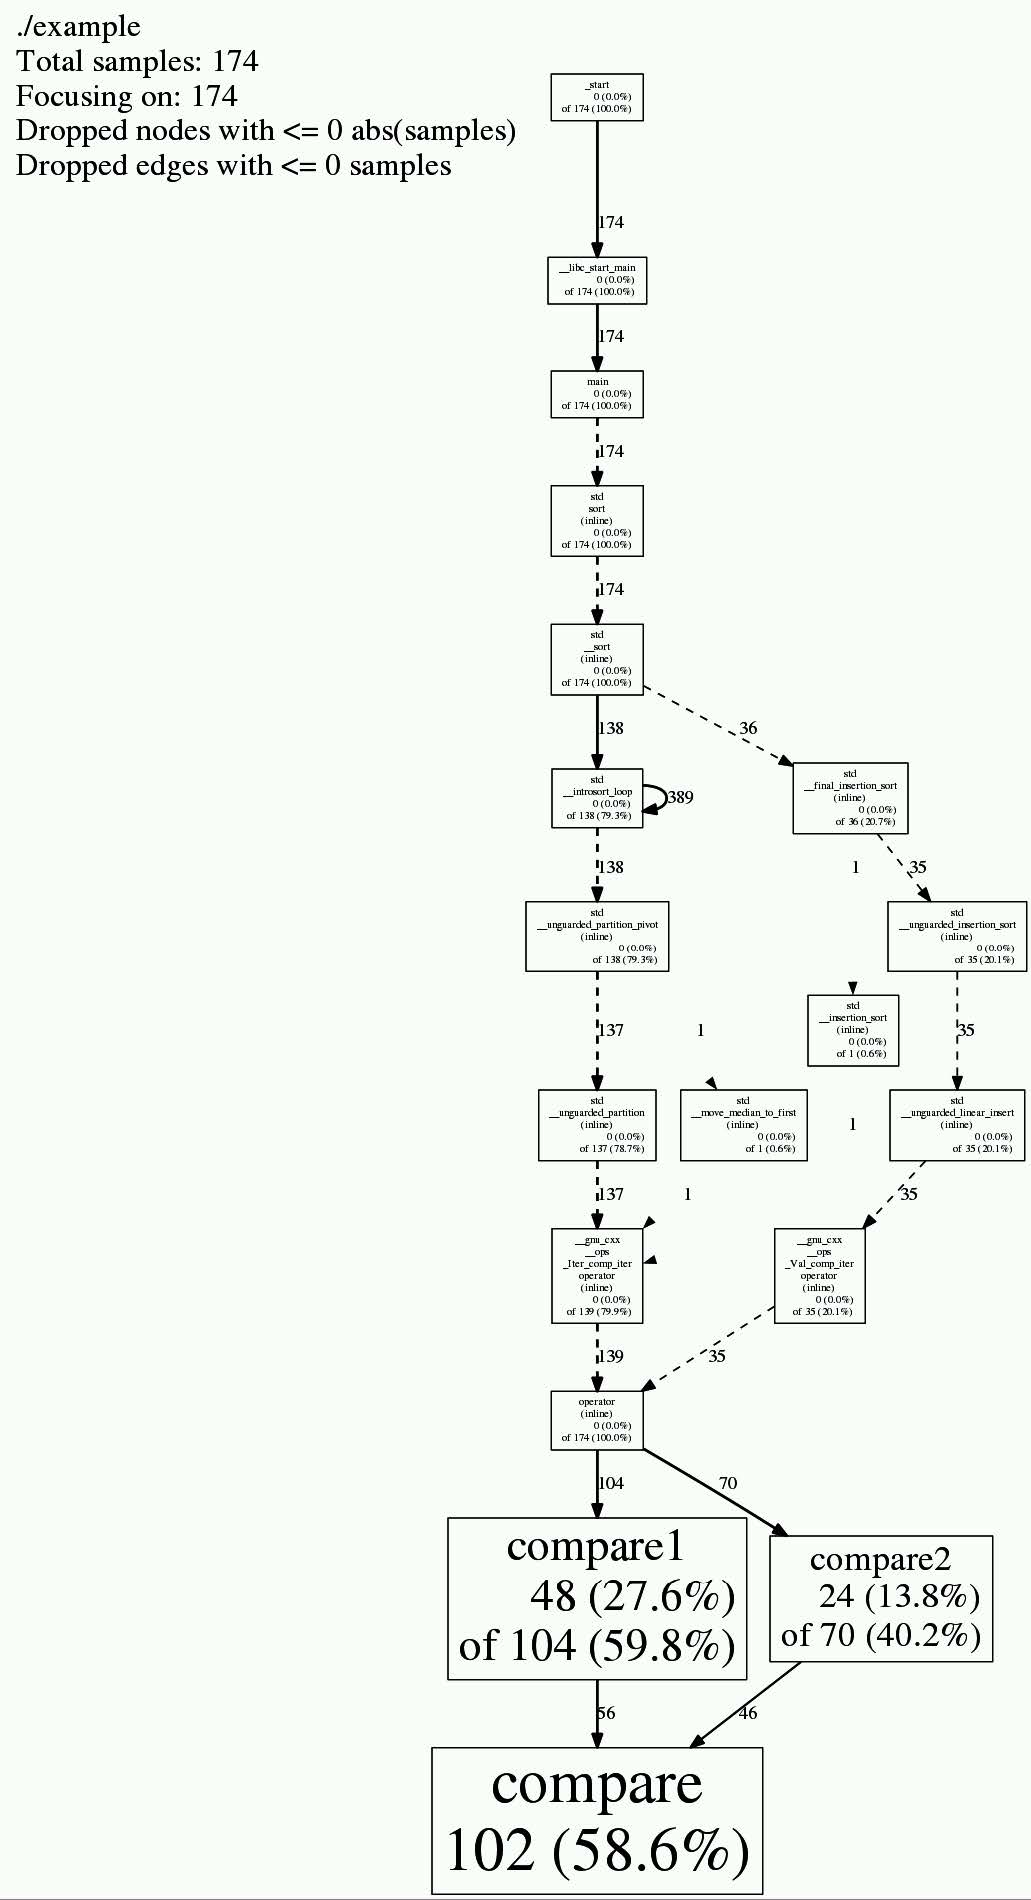 ./example
Total samples: 174
Focusing on: 174
Dropped nodes with <= 0 abs(samples)
Dropped edges with <= 0 samples
_start
0 (0.0%)
of 174 (100.0%)
174
__libc_start_main
0 (0.0%)
of 174 (100.0%)
174
main
0 (0.0%)
of 174 (100.0%)
174
std
sort
(inline)
0 (0.0%)
of 174 (100.0%)
174
std
__sort
(inline)
0 (0.0%)
of 174 (100.0%)
138
36
std
__introsort_loop
0 (0.0%)
of 138 (79.3%)
389
std
__final_insertion_sort
(inline)
0 (0.0%)
of 36 (20.7%)
138
1
35
std
__unguarded_partition_pivot
(inline)
0 (0.0%)
of 138 (79.3%)
std
__unguarded_insertion_sort
(inline)
0 (0.0%)
of 35 (20.1%)
std
__insertion_sort
(inline)
0 (0.0%)
of 1 (0.6%)
137
1
35
std
__unguarded_partition
(inline)
0 (0.0%)
of 137 (78.7%)
std
__move_median_to_first
(inline)
0 (0.0%)
of 1 (0.6%)
1
std
__unguarded_linear_insert
(inline)
0 (0.0%)
of 35 (20.1%)
137
1
35
__gnu_cxx
__ops
_Iter_comp_iter
operator
(inline)
0 (0.0%)
of 139 (79.9%)
__gnu_cxx
__ops
_Val_comp_iter
operator
(inline)
0 (0.0%)
of 35 (20.1%)
139
35
operator
(inline)
0 (0.0%)
of 174 (100.0%)
104
70
compare1
48 (27.6%)
of 104 (59.8%)
compare2
24 (13.8%)
of 70 (40.2%)
56
46
compare
102 (58.6%)